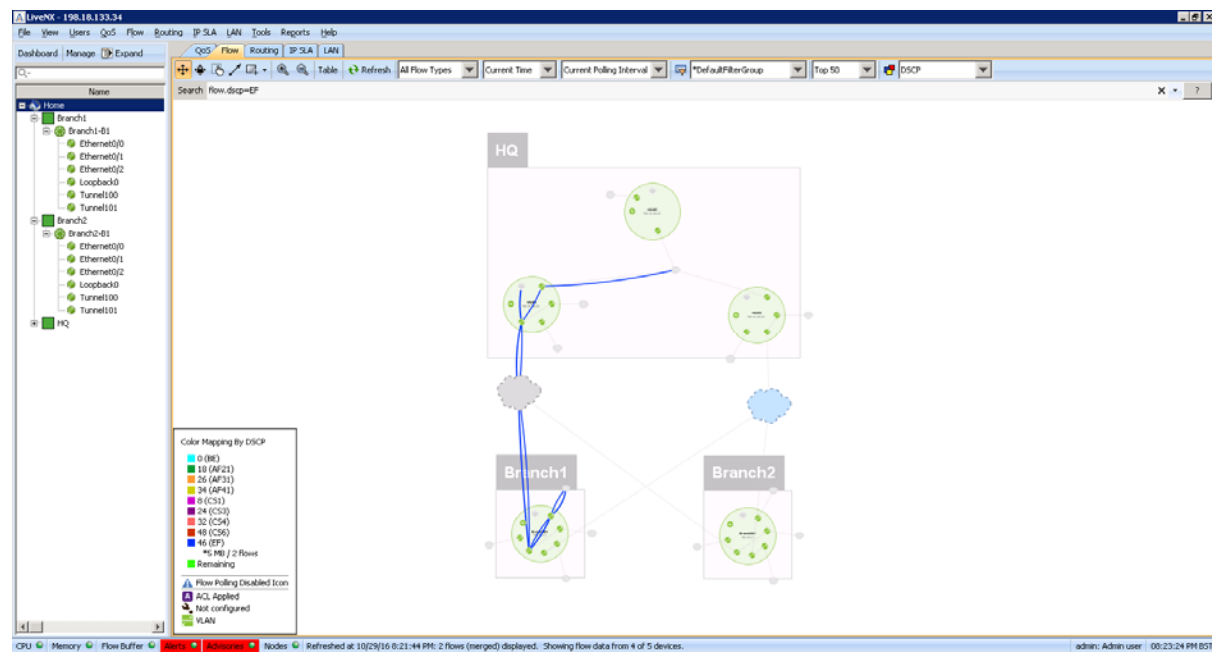 LiveNX - 198.18.133.34
File View Users QoS Flow Routing IP SLA LAN Tools Reports Help
Dashboard Manage Expand
QoS Flow Routing IP SLA LAN
Table Refresh All Flow Types Current Time Current Polling Interval *DefaultFilterGroup Top 50 DSCP
Search flow.dscp=EF X ?
Name
Home
Branch1
Branch1-B1
Ethernet0/0
Ethernet0/1
Ethernet0/2
Loopback0
Tunnel100
Tunnel101
Branch2
Branch2-B1
Ethernet0/0
Ethernet0/1
Ethernet0/2
Loopback0
Tunnel100
Tunnel101
HQ
HQ
Branch1
Branch2
Color Mapping By DSCP
0 (BE)
18 (AF21)
26 (AF31)
34 (AF41)
8 (CS1)
24 (CS3)
32 (CS4)
48 (CS6)
46 (EF)
*5 MB / 2 flows
Remaining
Flow Polling Disabled Icon
A ACL Applied
Not configured
VLAN
CPU Memory Flow Buffer Alerts Advisories Nodes Refreshed at 10/29/16 8:21:44 PM: 2 flows (merged) displayed. Showing flow data from 4 of 5 devices. admin: Admin user 08:23:24 PM BST